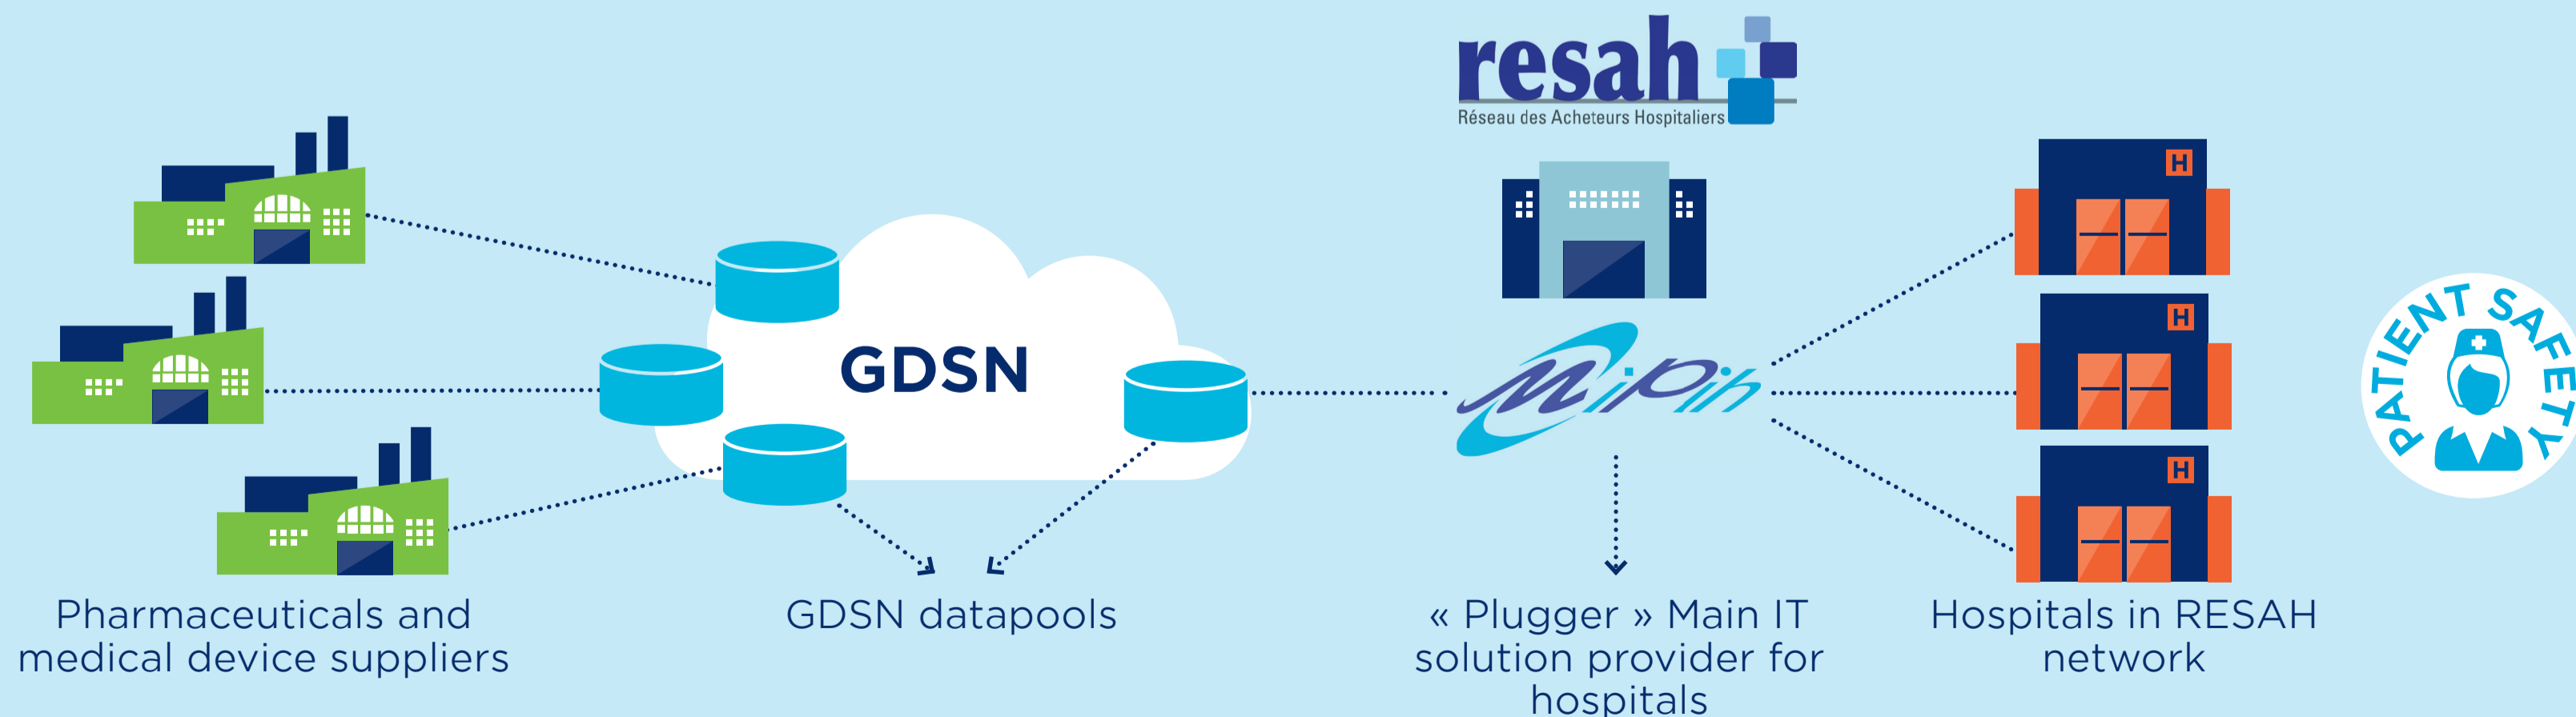 resah
Réseau des Acheteurs Hospitaliers
H
GDSN
H
MiPih
H
PATIENT SAFETY
Pharmaceuticals and
medical device suppliers
GDSN datapools
« Plugger » Main IT
solution provider for
hospitals
Hospitals in RESAH
network